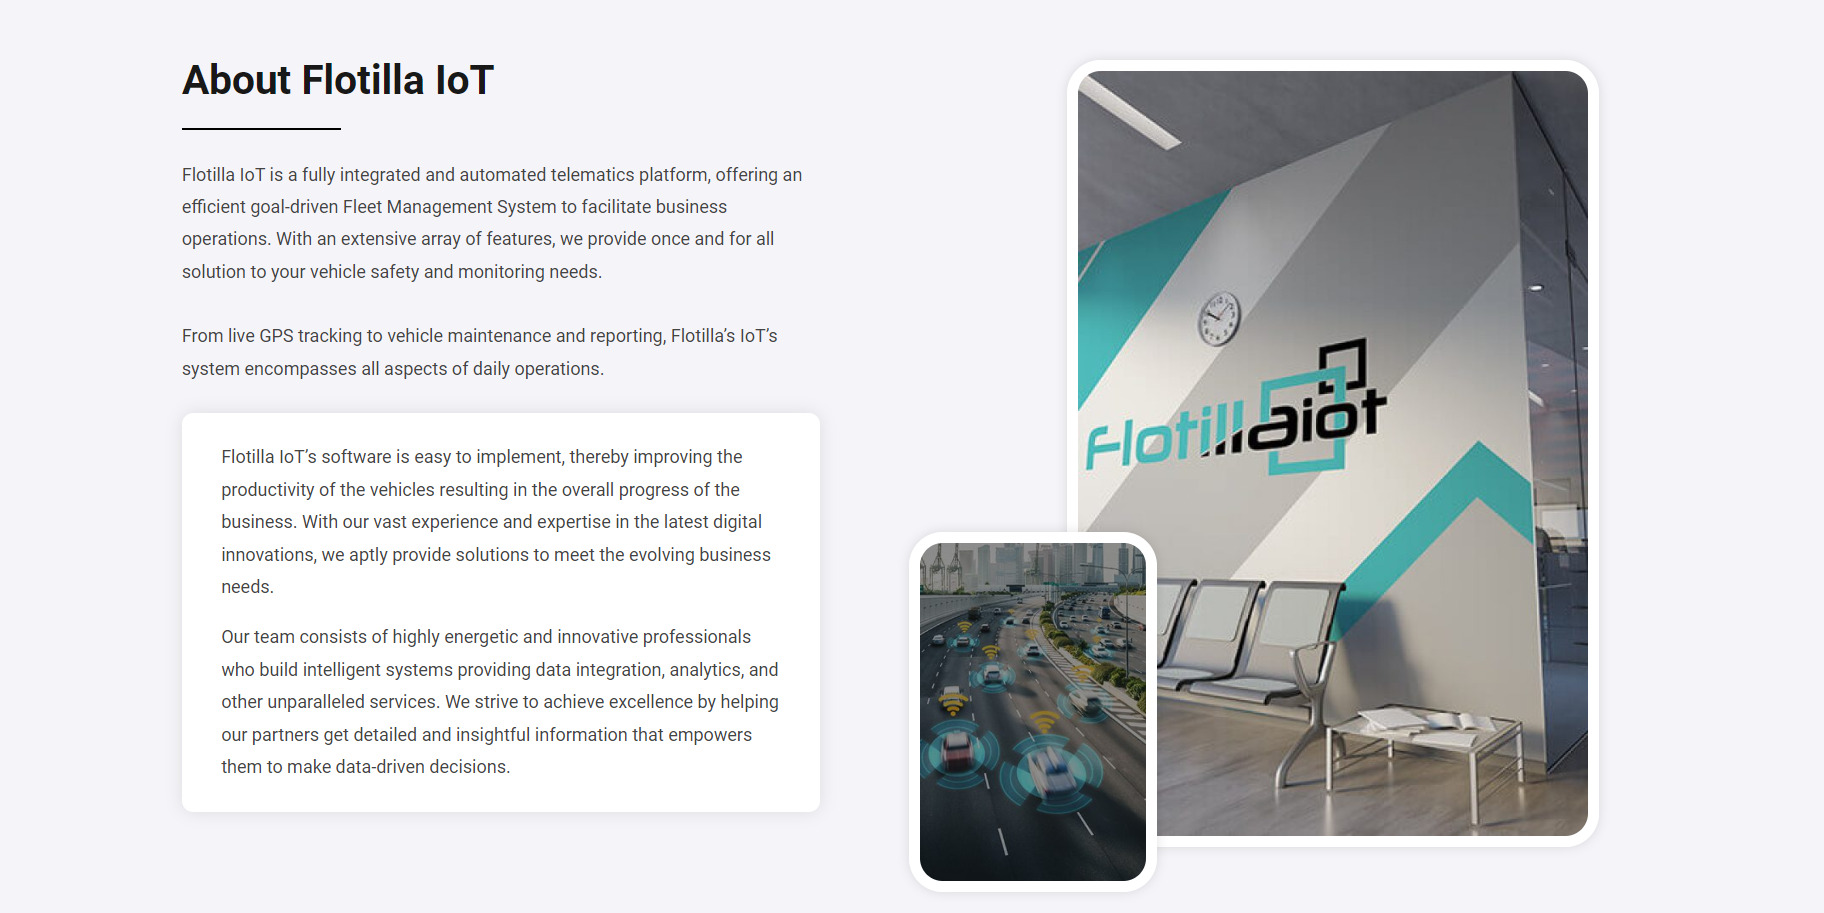 About Flotilla IoT
Flotilla IoT is a fully integrated and automated telematics platform, offering an
efficient goal-driven Fleet Management System to facilitate business
operations. With an extensive array of features, we provide once and for all
solution to your vehicle safety and monitoring needs.
From live GPS tracking to vehicle maintenance and reporting, Flotilla’s IoT’s
system encompasses all aspects of daily operations.
Flotilla IoT’s software is easy to implement, thereby improving the
productivity of the vehicles resulting in the overall progress of the
business. With our vast experience and expertise in the latest digital
innovations, we aptly provide solutions to meet the evolving business
needs.
Our team consists of highly energetic and innovative professionals
who build intelligent systems providing data integration, analytics, and
other unparalleled services. We strive to achieve excellence by helping
our partners get detailed and insightful information that empowers
them to make data-driven decisions.
Flotillaiot